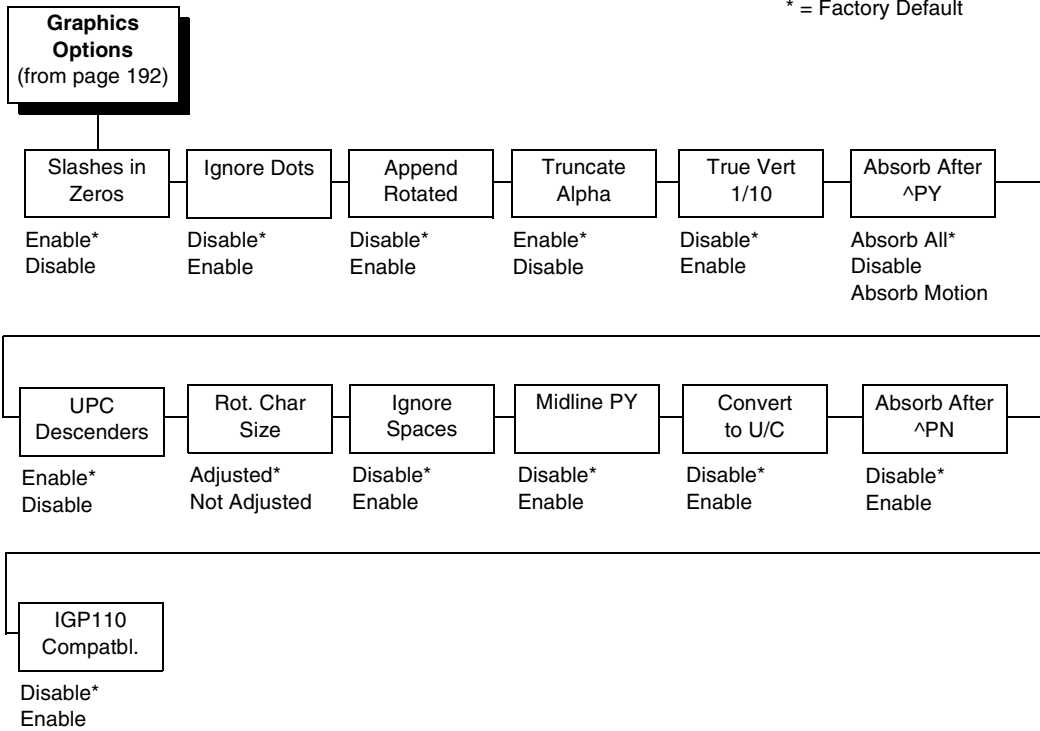 * = Factory Default
Graphics
Options
(from page 192)
Slashes in
Zeros
Enable*
Disable
Ignore Dots
Disable*
Enable
Append
Rotated
Disable*
Enable
Truncate
Alpha
Enable*
Disable
True Vert
1/10
Disable*
Enable
Absorb After
^PY
Absorb All*
Disable
Absorb Motion
UPC
Descenders
Enable*
Disable
Rot. Char
Size
Adjusted*
Not Adjusted
Ignore
Spaces
Disable*
Enable
Midline PY
Disable*
Enable
Convert
to U/C
Disable*
Enable
Absorb After
^PN
Disable*
Enable
IGP110
Compatbl.
Disable*
Enable